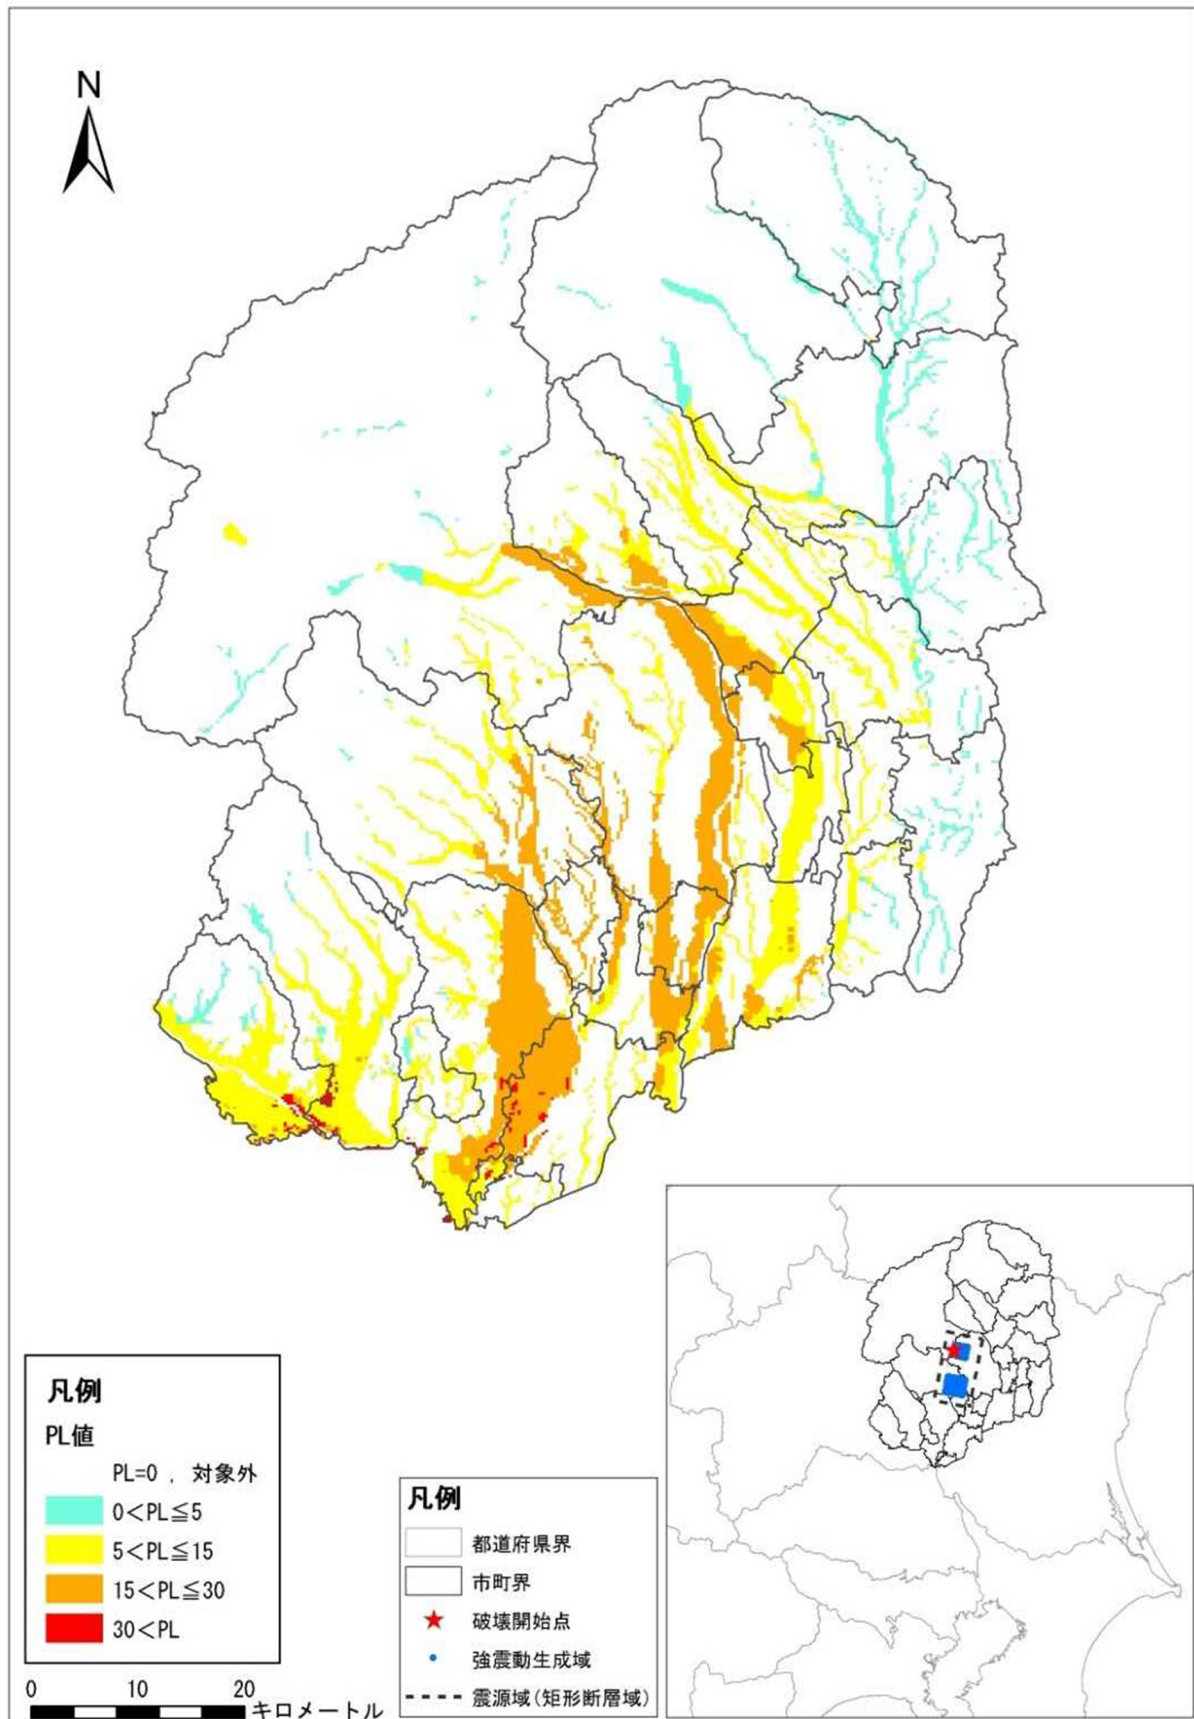 N
凡例
PL値
PL=0 , 対象外
0<PL≦5
5<PL≦15
15<PL≦30
30<PL
0 10 20
キロメートル
凡例
都道府県界
市町界
破壊開始点
強震動生成域
震源域(矩形断層域)